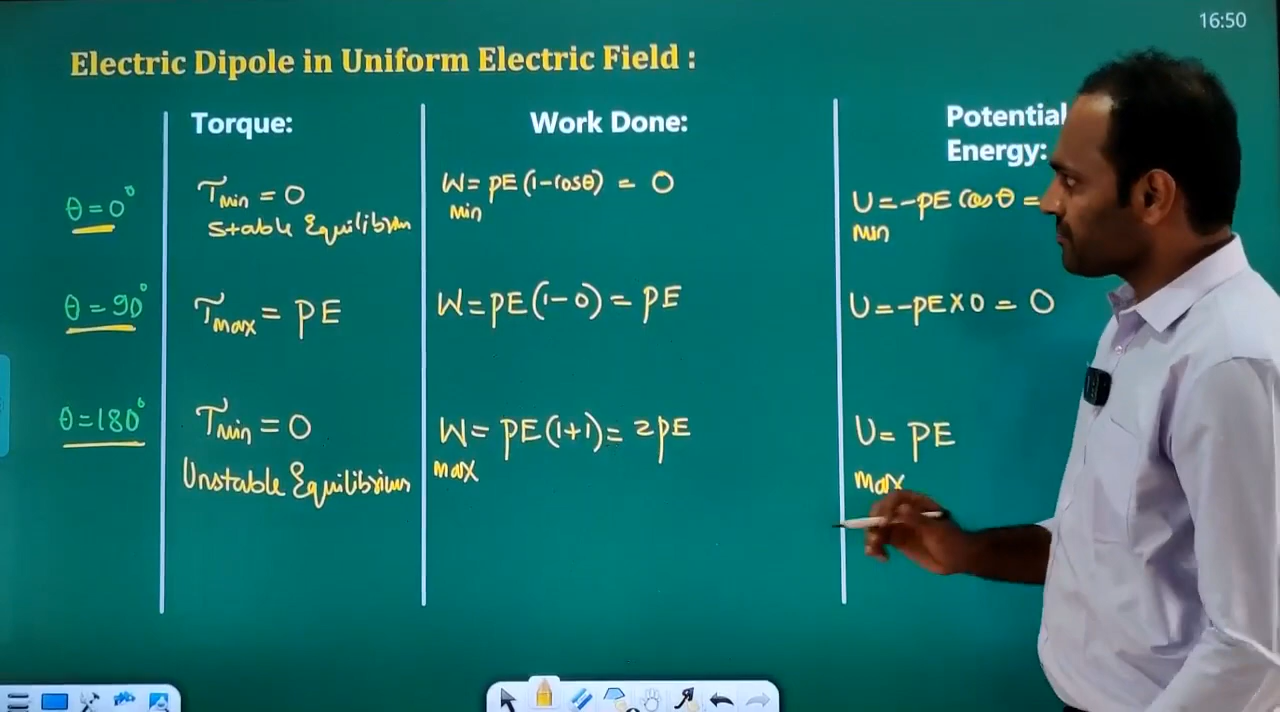 16:50
Electric Dipole in Uniform Electric Field :
Torque:
Work Done:
Potential
Energy:
θ = 0°
τMin = 0
Stable Equilibrium
W = PE (1-cosθ) = 0
Min
U = -PE cosθ =
Min
θ = 90°
τmax = PE
W = PE (1-0) = PE
U = -PE X 0 = 0
θ = 180°
τMin = 0
Unstable Equilibrium
W = PE (1+1) = 2PE
max
U = PE
max